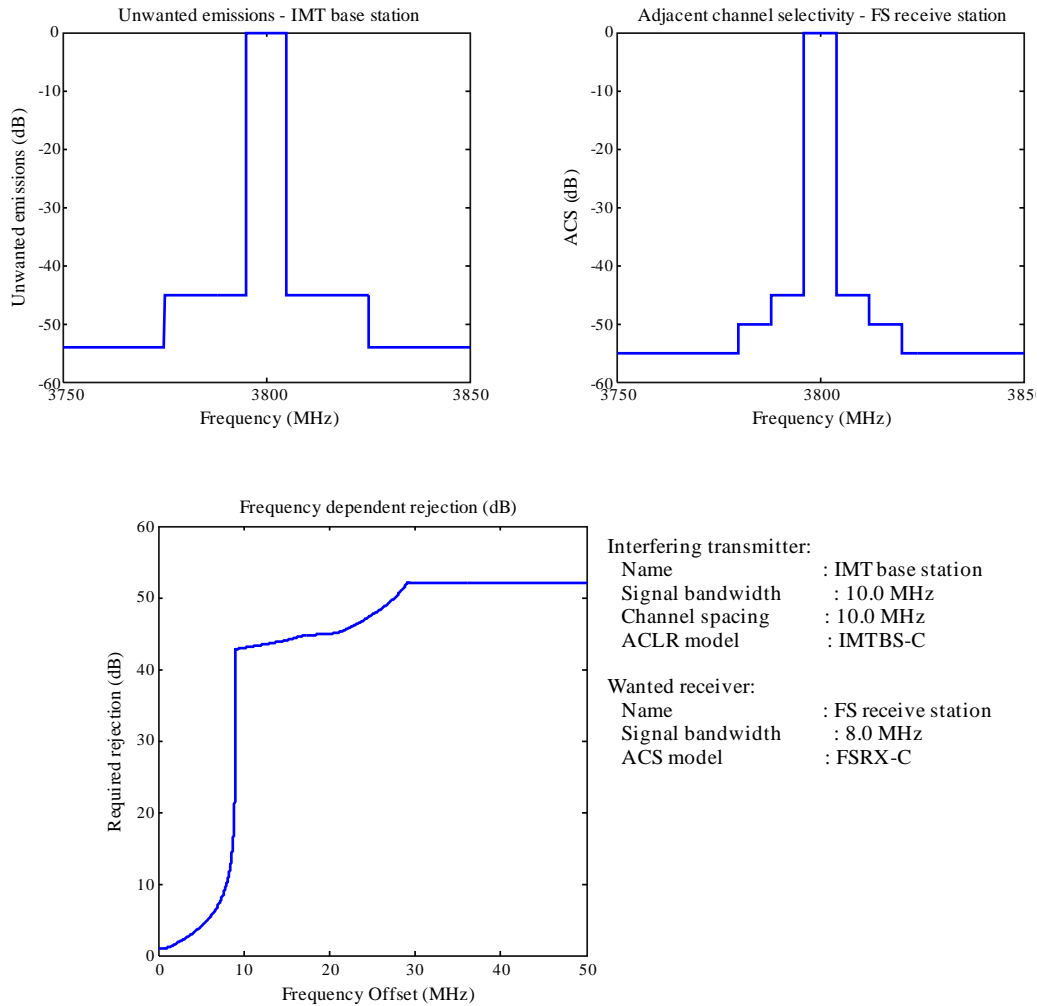 Unwanted emissions - IMT base station
0
-10
-20
-30
-40
-50
-60
Unwanted emissions (dB)
3750
3800
3850
Frequency (MHz)
Adjacent channel selectivity - FS receive station
0
-10
-20
-30
-40
-50
-60
ACS (dB)
3750
3800
385
Frequency (MHz)
Frequency dependent rejection (dB)
60
50
40
30
20
10
0
Required rejection (dB)
0
10
20
30
40
50
Frequency Offset (MHz)
Interfering transmitter:
Name : IMT base station
Signal bandwidth : 10.0 MHz
Channel spacing : 10.0 MHz
ACLR model : IMTBS-C
Wanted receiver:
Name : FS receive station
Signal bandwidth : 8.0 MHz
ACS model : FSRX-C